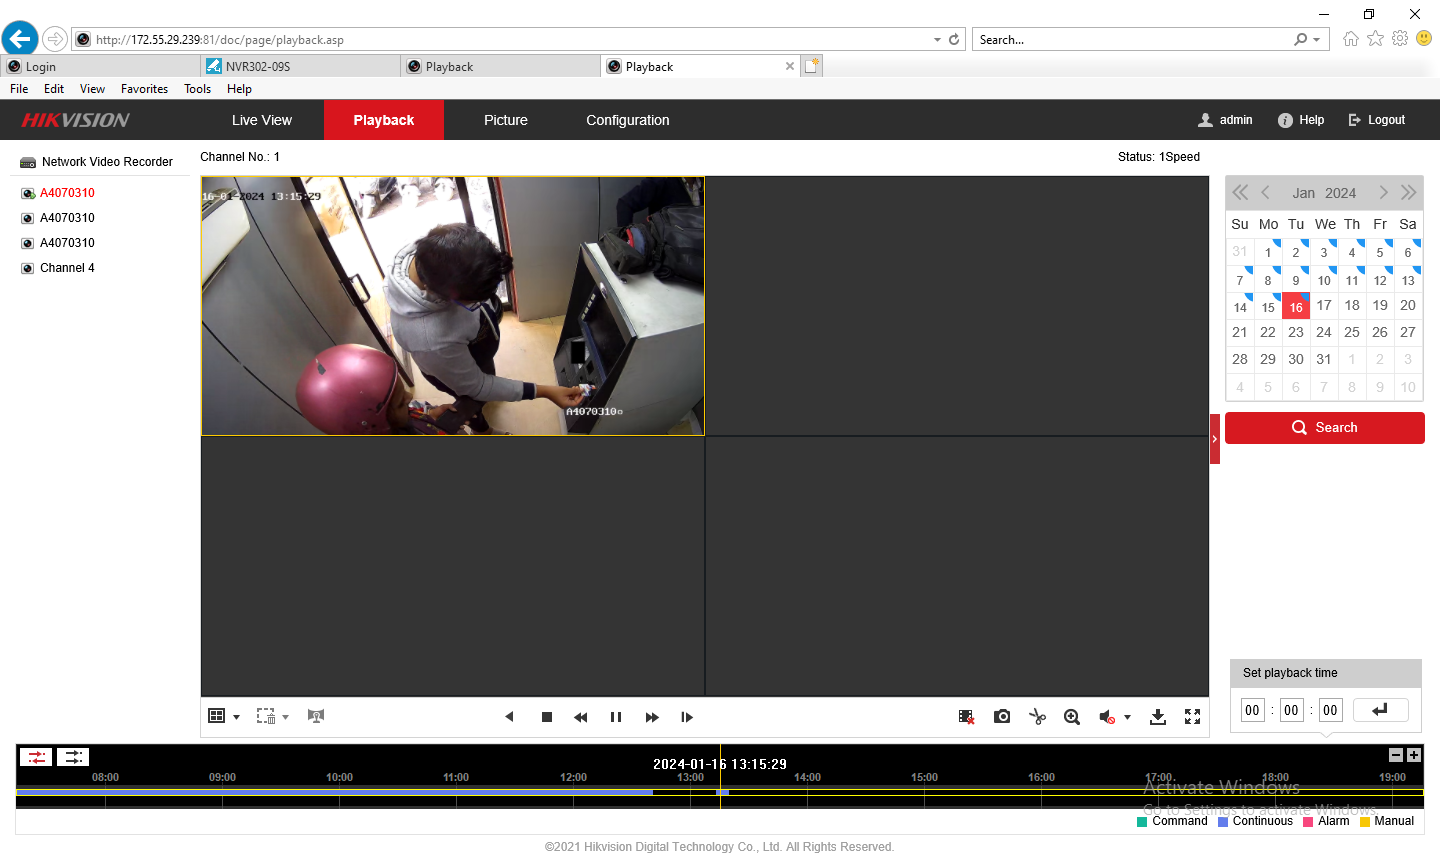 http://172.55.29.239:81/doc/page/playback.asp
Search...
Login
NVR302-09S
Playback
Playback
File Edit View Favorites Tools Help
HIKVISION
Live View Playback Picture Configuration
admin Help Logout
Network Video Recorder
A4070310
A4070310
A4070310
Channel 4
Channel No.: 1
Status: 1Speed
16-01-2024 13:15:29
A4070310
Jan 2024
Su Mo Tu We Th Fr Sa
31 1 2 3 4 5 6
7 8 9 10 11 12 13
14 15 16 17 18 19 20
21 22 23 24 25 26 27
28 29 30 31 1 2 3
4 5 6 7 8 9 10
Search
Set playback time
00 : 00 : 00
2024-01-16 13:15:29
08:00 09:00 10:00 11:00 12:00 13:00 14:00 15:00 16:00 17:00 18:00 19:00
Activate Windows
Go to Settings to activate Windows.
Command Continuous Alarm Manual
©2021 Hikvision Digital Technology Co., Ltd. All Rights Reserved.